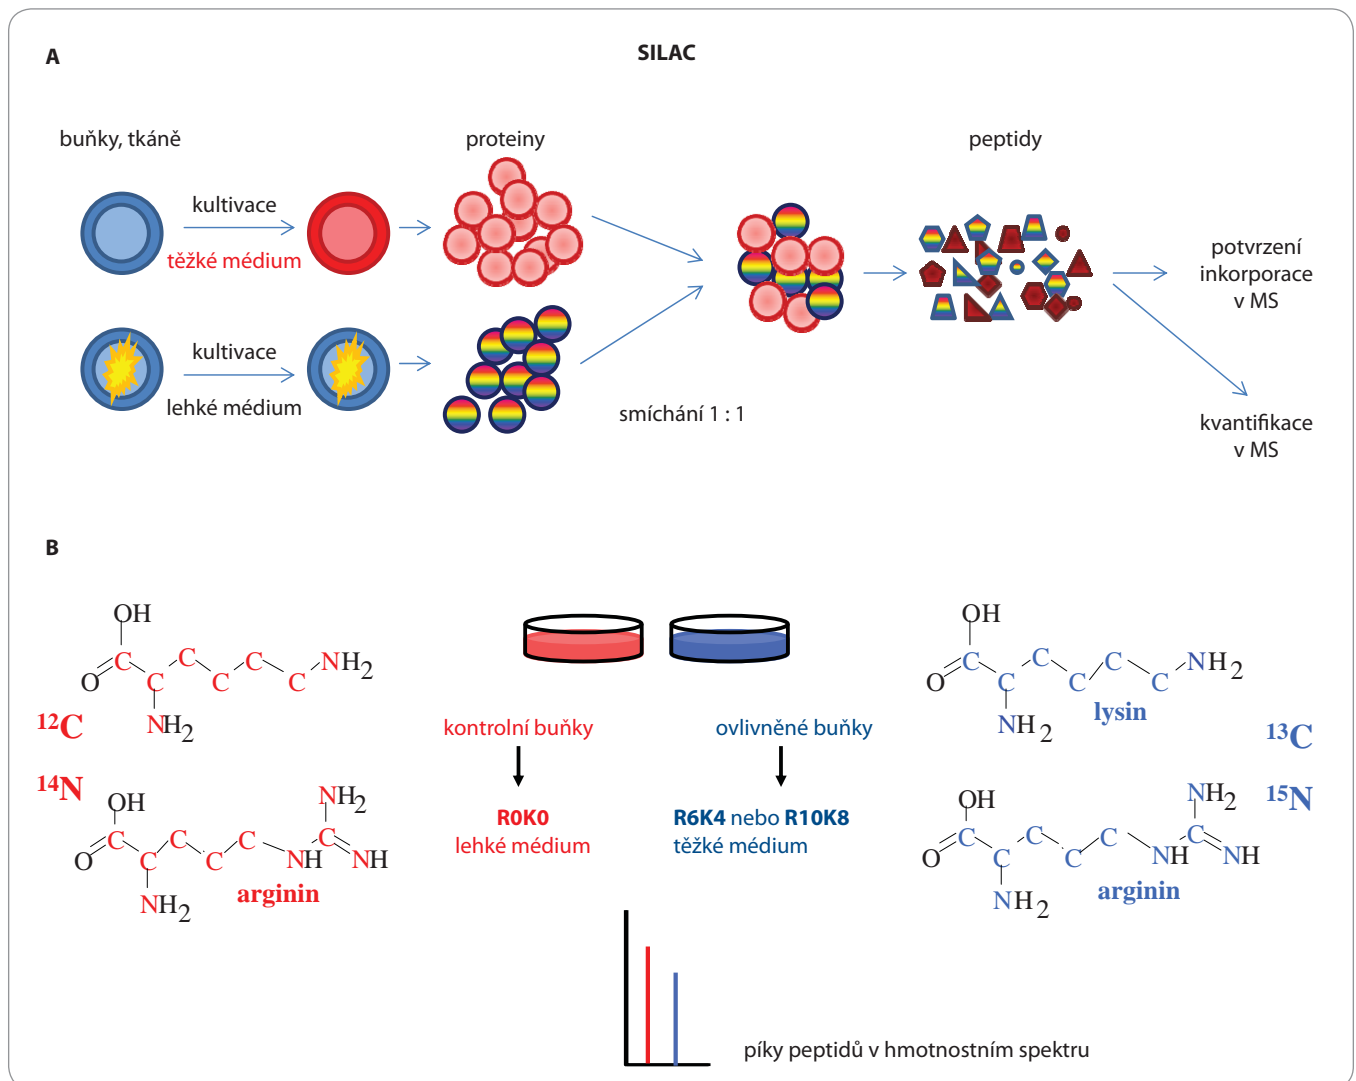 A
SILAC
buňky, tkáně
proteiny
peptidy
kultivace
těžké médium
kultivace
lehké médium
smíchání 1 : 1
potvrzení
inkorporace
v MS
kvantifikace
v MS
B
OH
C
C
C
C
C
C
NH2
O
NH2
12C
14N
OH
C
C
C
C
C
NH
NH2
NH
O
NH2
arginin
kontrolní buňky
R0K0
lehké médium
ovlivněné buňky
R6K4 nebo R10K8
těžké médium
OH
C
C
C
C
C
C
NH2
O
NH2
lysin
13C
15N
OH
C
C
C
C
C
NH
C
NH2
NH
O
NH2
arginin
píky peptidů v hmotnostním spektru